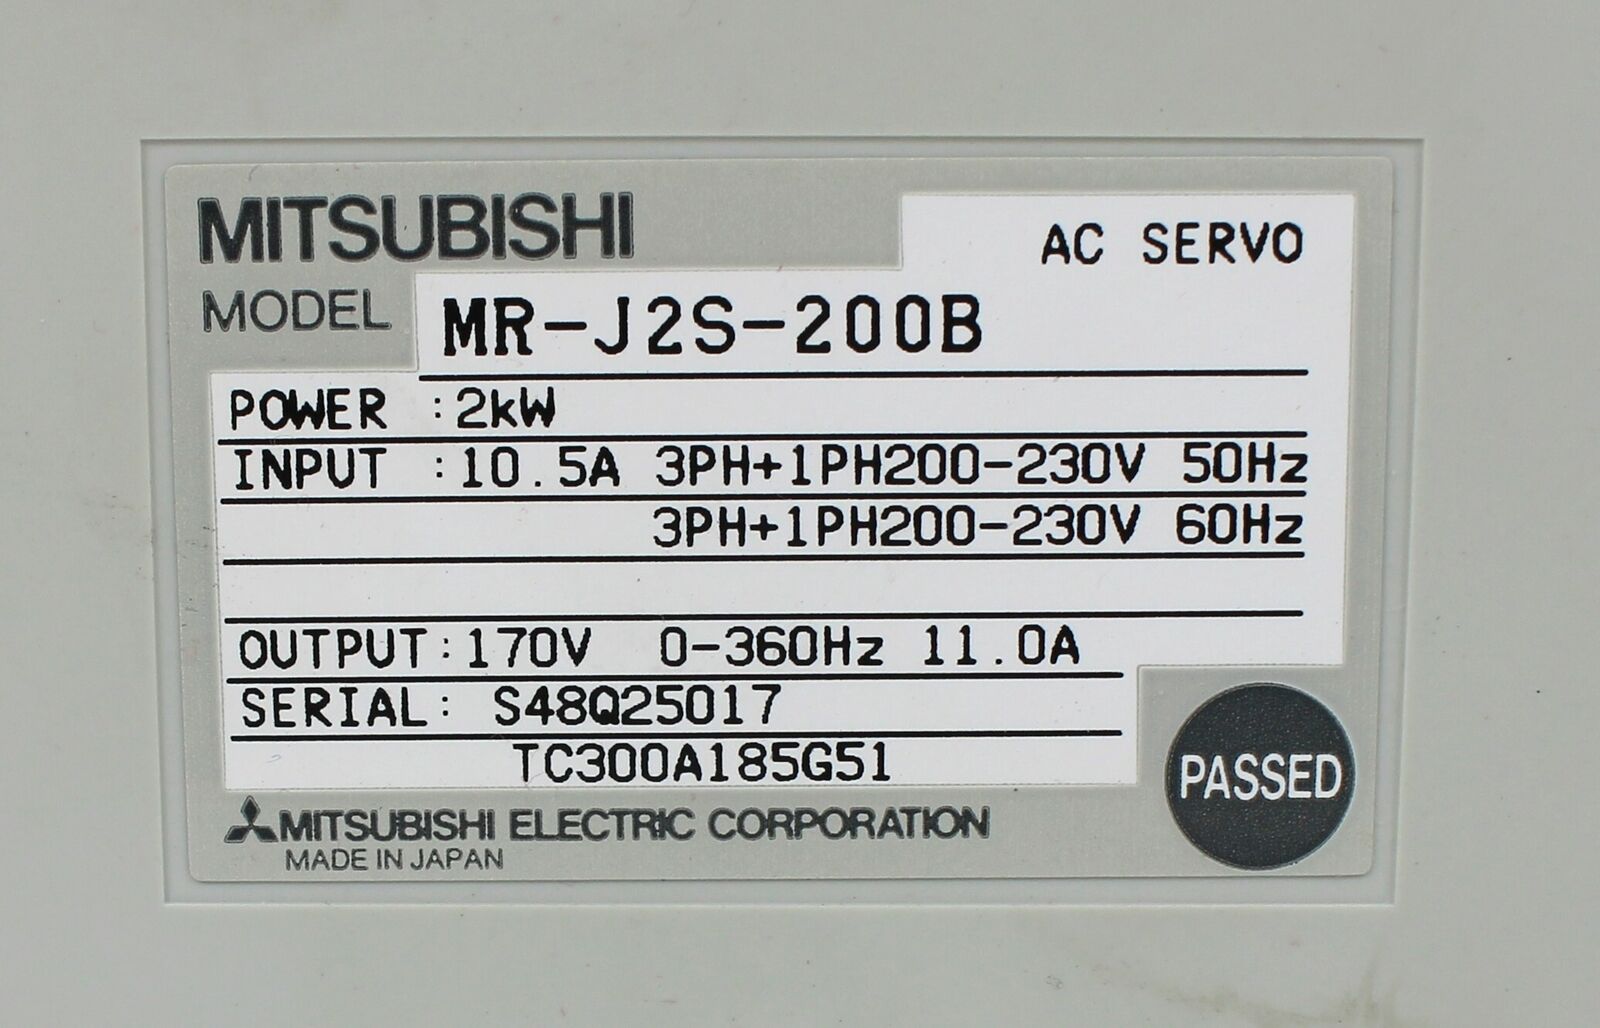 MITSUBISHI
AC SERVO
MODEL MR-J2S-200B
POWER :2kW
INPUT :10.5A 3PH+1PH200-230V 50Hz
3PH+1PH200-230V 60Hz
OUTPUT:170V 0-360Hz 11.0A
SERIAL: S48Q25017
TC300A185G51
PASSED
MITSUBISHI ELECTRIC CORPORATION
MADE IN JAPAN